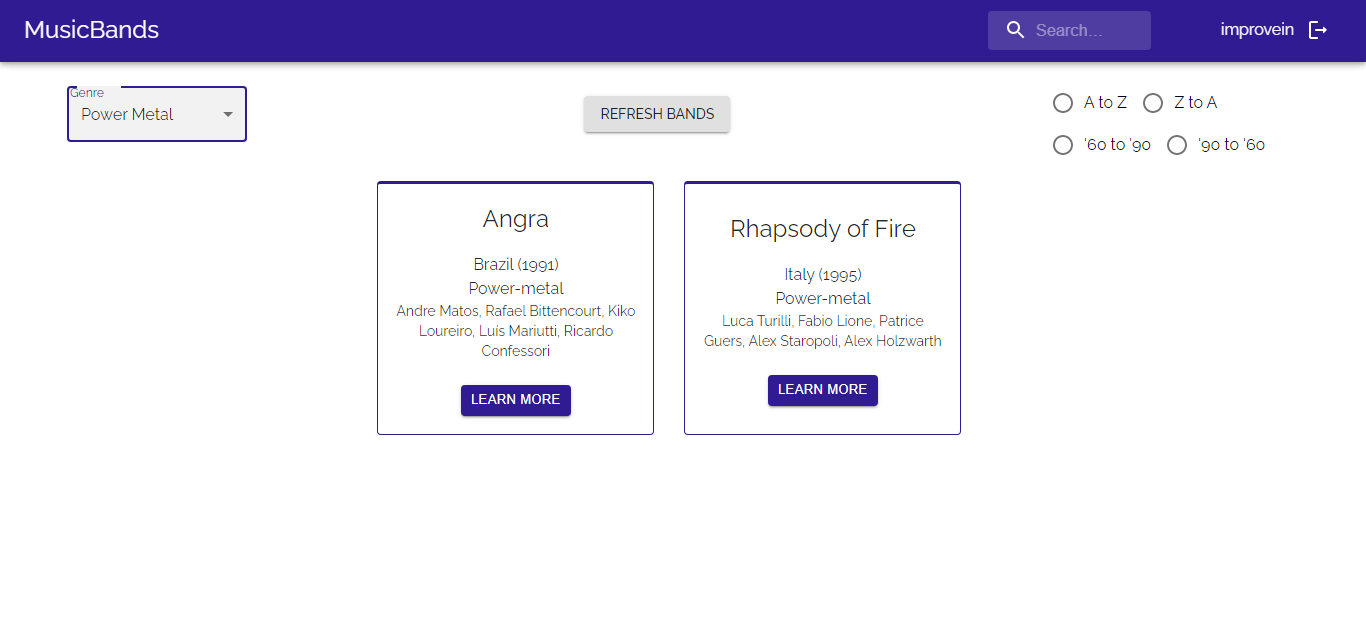 MusicBands
Search...
improvein
Genre
Power Metal
REFRESH BANDS
A to Z
Z to A
'60 to '90
'90 to '60
Angra
Brazil (1991)
Power-metal
Andre Matos, Rafael Bittencourt, Kiko
Loureiro, Luís Mariutti, Ricardo
Confessori
LEARN MORE
Rhapsody of Fire
Italy (1995)
Power-metal
Luca Turilli, Fabio Lione, Patrice
Guers, Alex Staropoli, Alex Holzwarth
LEARN MORE